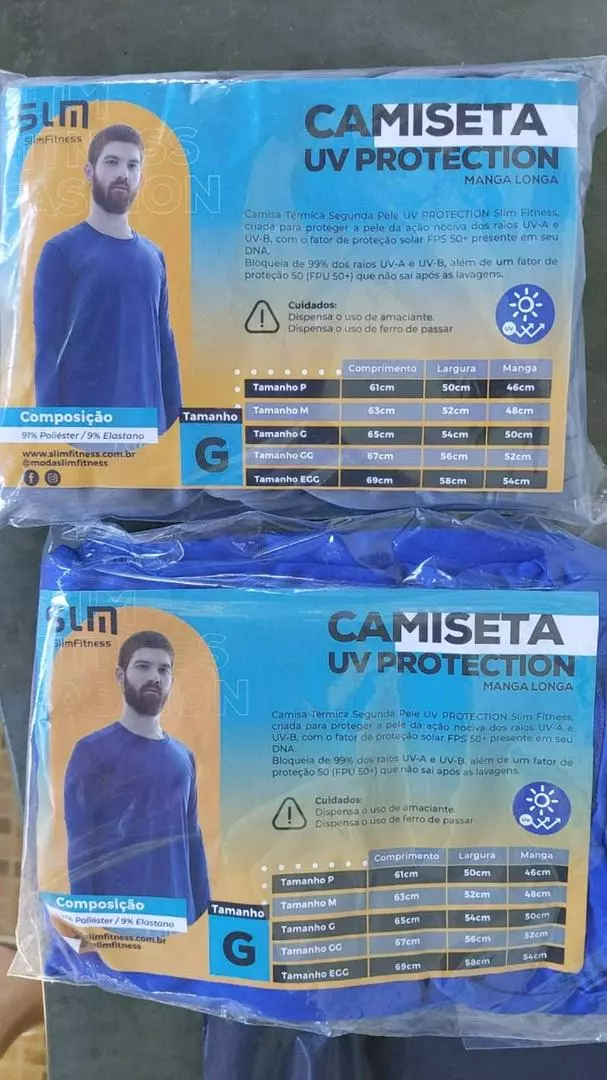 SLM
SlimFitness
FASHION
CAMISETA
UV PROTECTION
MANGA LONGA
Camisa Térmica Segunda Pele UV PROTECTION Slim Fitness,
criada para proteger a pele da ação nociva dos raios UV-A e
UV-B, com o fator de proteção solar FPS 50+ presente em seu
DNA.
Bloqueia de 99% dos raios UV-A e UV-B, além de um fator de
proteção 50 (FPU 50+) que não sai após as lavagens.
Cuidados:
Dispensa o uso de amaciante.
Dispensa o uso de ferro de passar
UV
Comprimento Largura Manga
Tamanho P 61cm 50cm 46cm
Tamanho M 63cm 52cm 48cm
Tamanho G 65cm 54cm 50cm
Tamanho GG 67cm 56cm 52cm
Tamanho EGG 69cm 58cm 54cm
Composição
91% Poliéster / 9% Elastano
www.slimfitness.com.br
@modaslimfitness
Tamanho
G
SLM
SlimFitness
CAMISETA
UV PROTECTION
MANGA LONGA
Camisa Térmica Segunda Pele UV PROTECTION Slim Fitness,
criada para proteger a pele da ação nociva dos raios UV-A e
UV-B, com o fator de proteção solar FPS 50+ presente em seu
DNA.
Bloqueia de 99% dos raios UV-A e UV-B, além de um fator de
proteção 50 (FPU 50+) que não sai após as lavagens.
Cuidados:
Dispensa o uso de amaciante.
Dispensa o uso de ferro de passar
UV
Comprimento Largura Manga
Tamanho P 61cm 50cm 46cm
Tamanho M 63cm 52cm 48cm
Tamanho G 65cm 54cm 50cm
Tamanho GG 67cm 56cm 52cm
Tamanho EGG 69cm 58cm 54cm
Composição
Poliéster / 9% Elastano
slimfitness.com.br
slimfitness
Tamanho
G